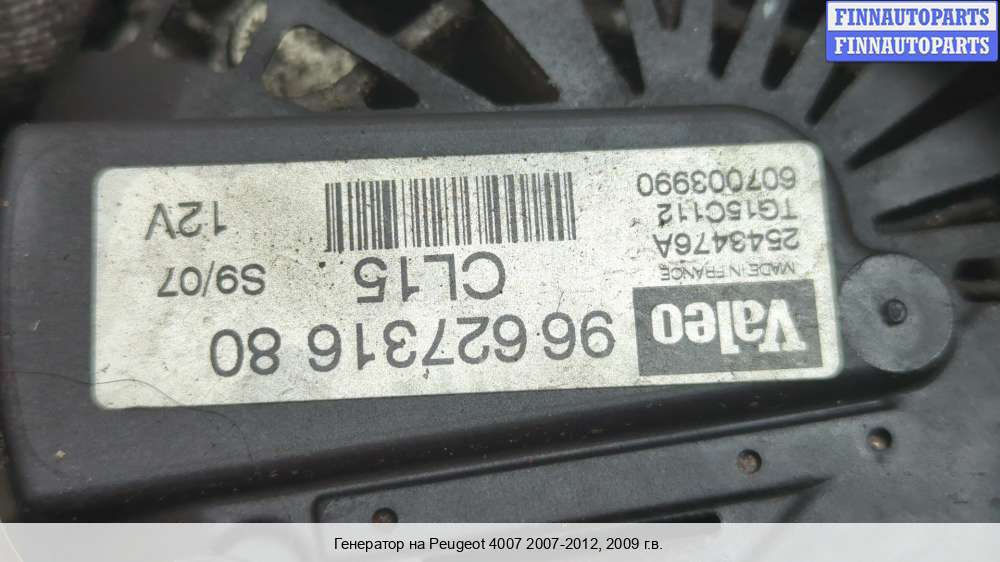 FINNAUTOPARTS
FINNAUTOPARTS
Valeo
96 627316 80
MADE IN FRANCE
CL15
S9/07
2543476A
TG15C112
607003990
12V
Генератор на Peugeot 4007 2007-2012, 2009 г.в.